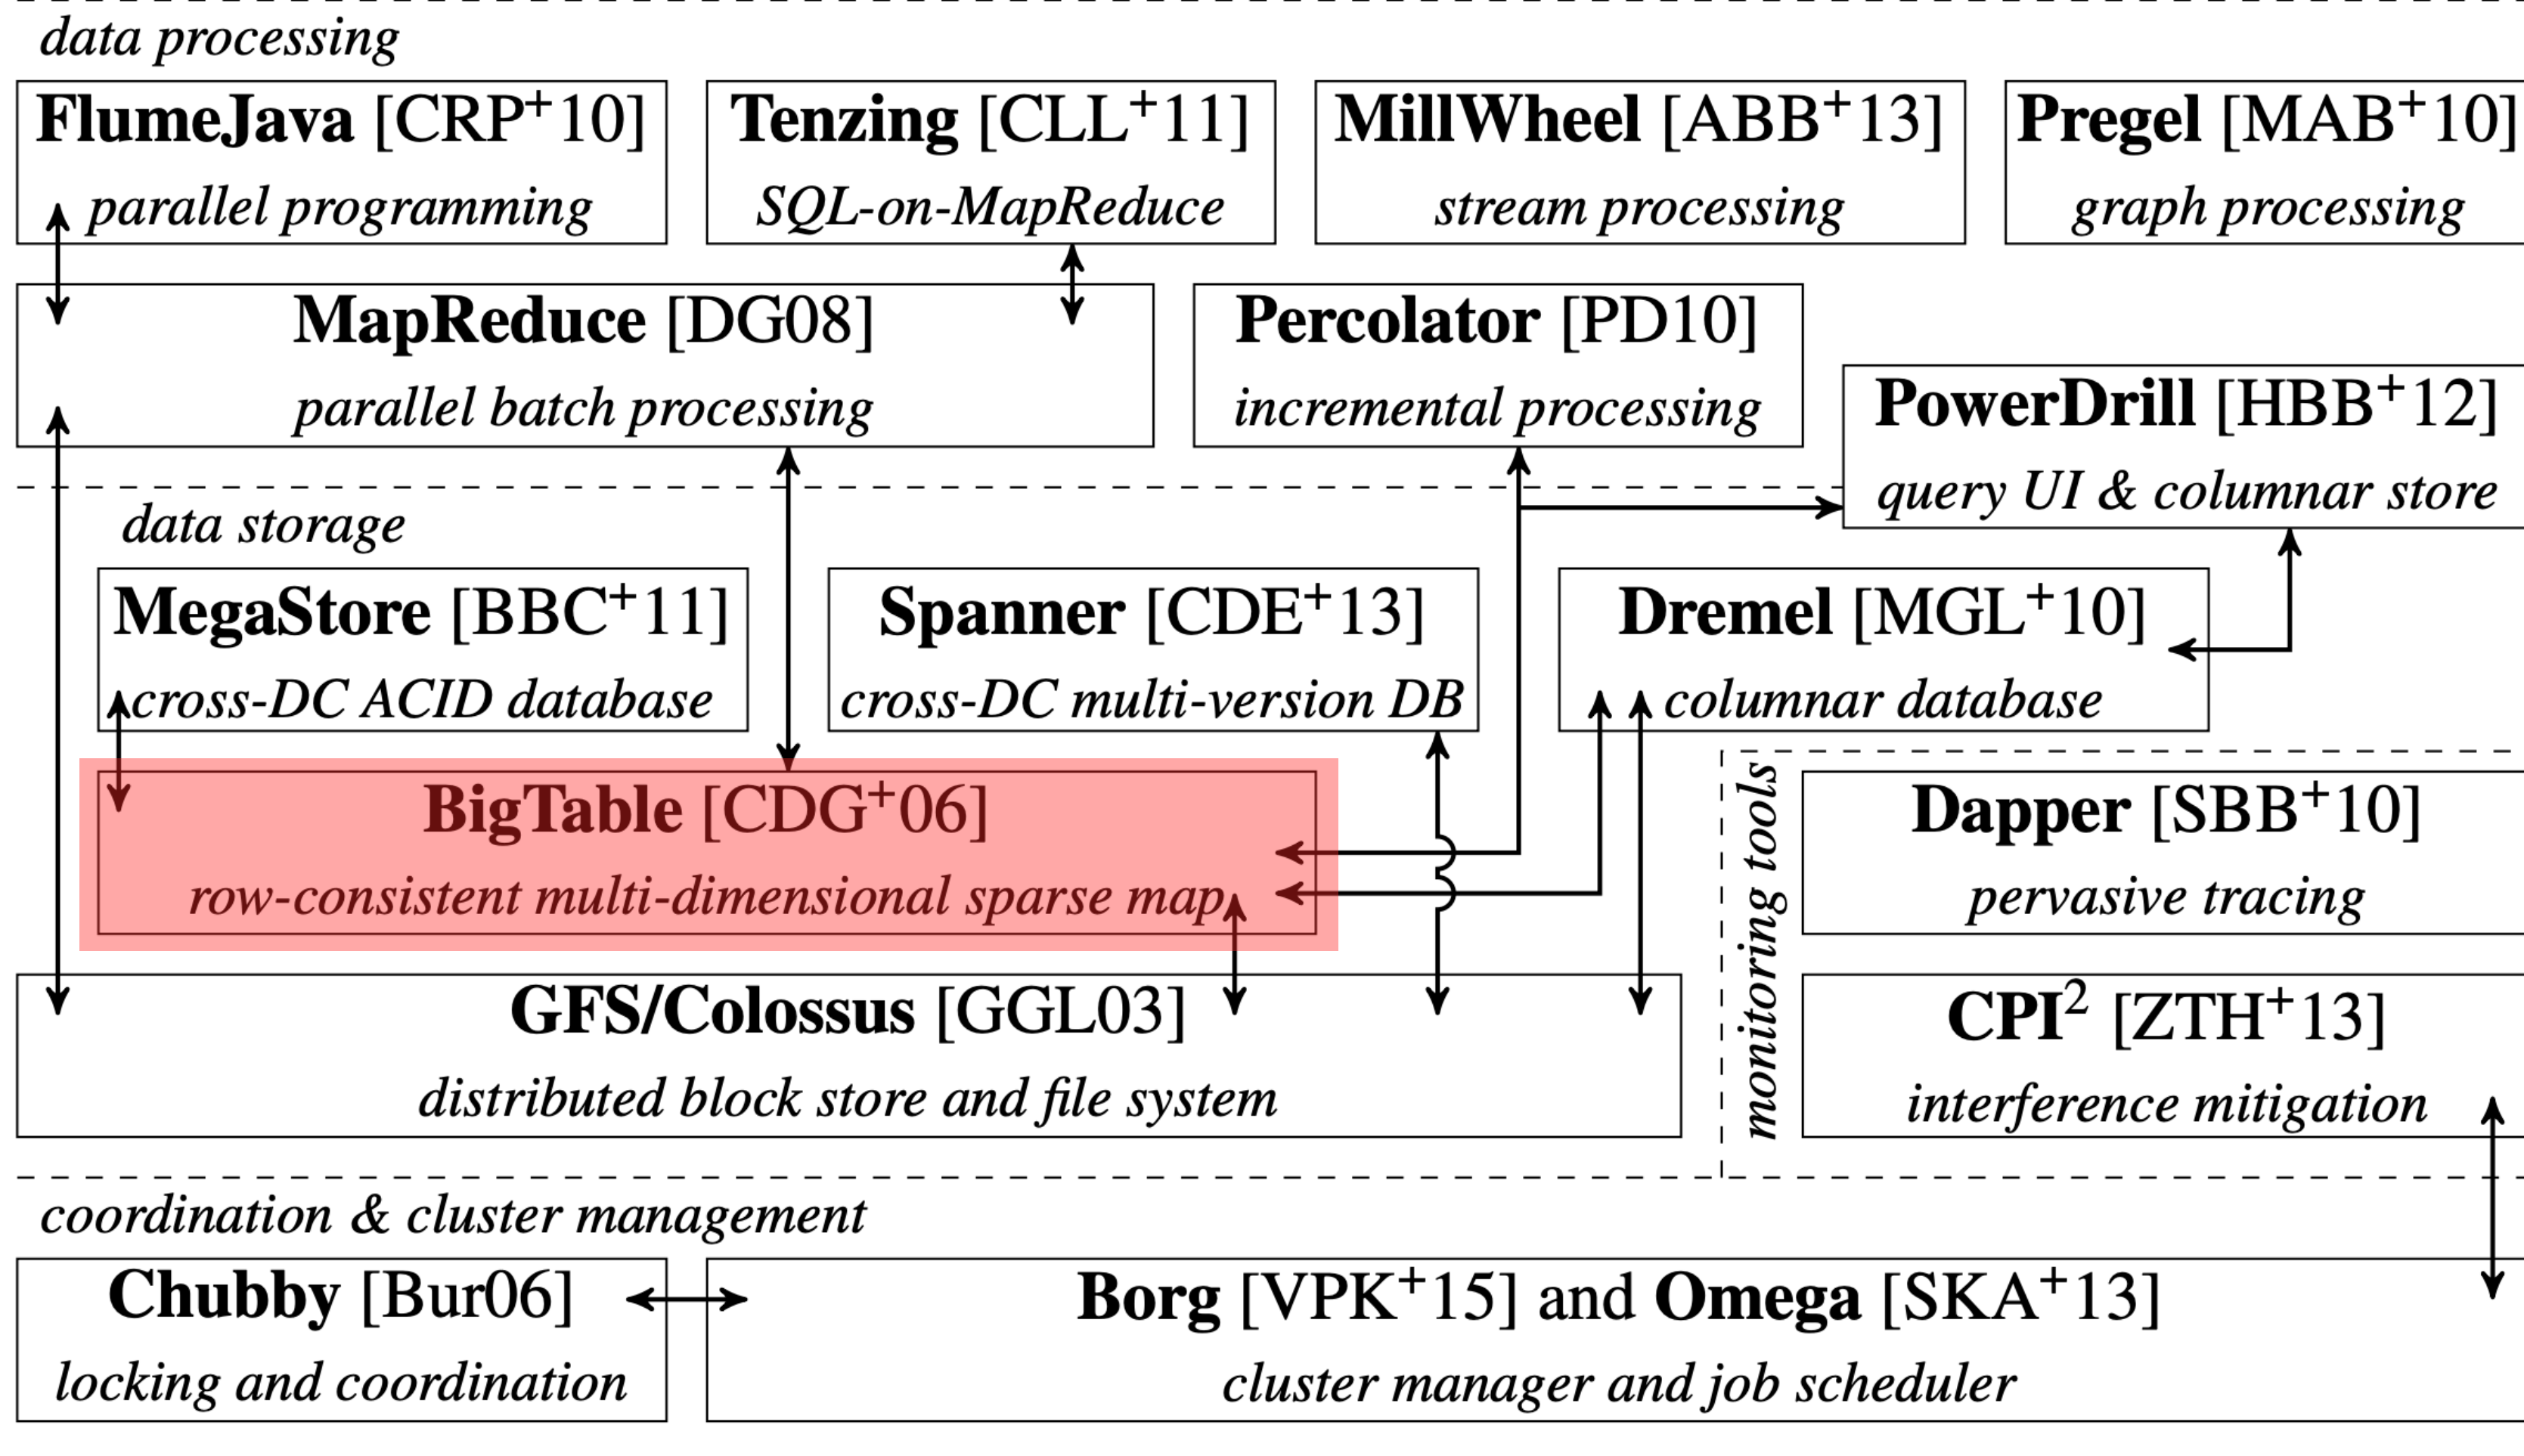 data processing
FlumeJava [CRP+10]
parallel programming
Tenzing [CLL+11]
SQL-on-MapReduce
MillWheel [ABB+13]
stream processing
Pregel [MAB+10]
graph processing
MapReduce [DG08]
parallel batch processing
Percolator [PD10]
incremental processing
PowerDrill [HBB+12]
query UI & columnar store
data storage
MegaStore [BBC+11]
cross-DC ACID database
Spanner [CDE+13]
cross-DC multi-version DB
Dremel [MGL+10]
columnar database
BigTable [CDG+06]
row-consistent multi-dimensional sparse map
monitoring tools
Dapper [SBB+10]
pervasive tracing
GFS/Colossus [GGL03]
distributed block store and file system
CPI² [ZTH+13]
interference mitigation
coordination & cluster management
Chubby [Bur06]
locking and coordination
Borg [VPK+15] and Omega [SKA+13]
cluster manager and job scheduler